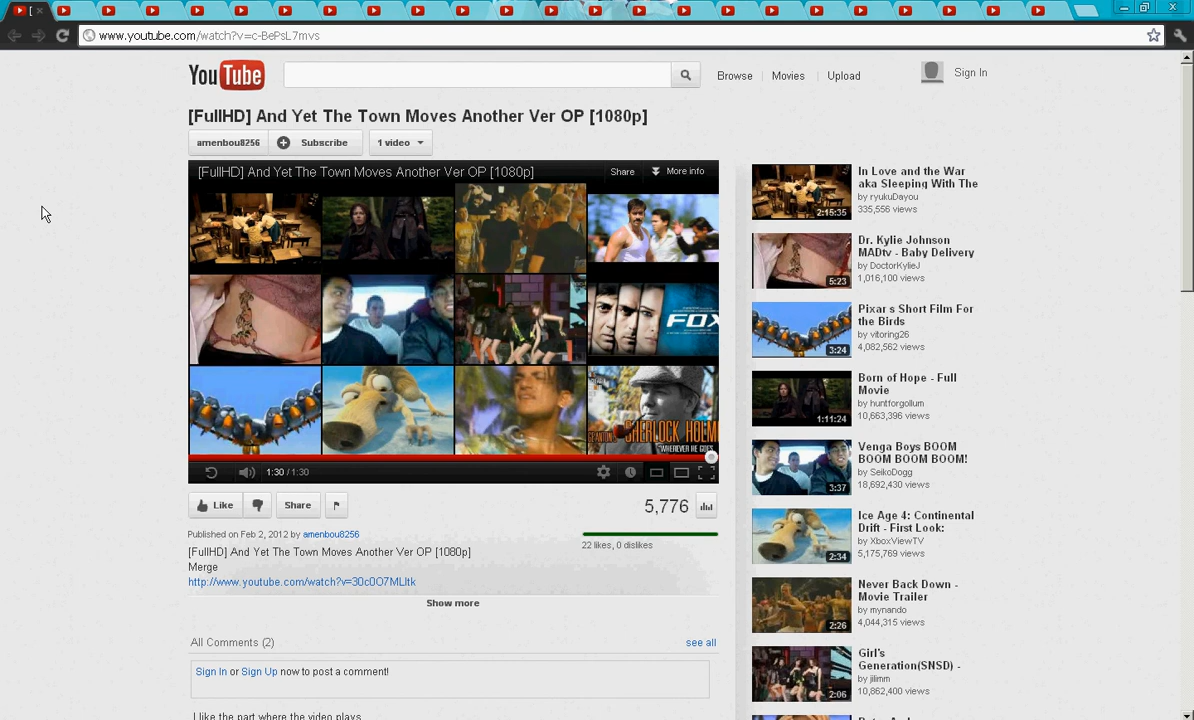 [
www.youtube.com/watch?v=c-BePsL7mvs
YouTube
Browse
Movies
Upload
Sign In
[FullHD] And Yet The Town Moves Another Ver OP [1080p]
amenbou8256
Subscribe
1 video
[FullHD] And Yet The Town Moves Another Ver OP [1080p]
Share
More info
FOX
SHERLOCK HOLM
WHEREVER HE GOES
1:30 / 1:30
Like
Share
5,776
Published on Feb 2, 2012 by amenbou8256
22 likes, 0 dislikes
[FullHD] And Yet The Town Moves Another Ver OP [1080p]
Merge
Show more
All Comments (2)
see all
Sign In or Sign Up now to post a comment!
I like the part where the video plays
In Love and the War
aka Sleeping With The
by ryukuDayou
335,556 views
2:15:35
Dr. Kylie Johnson
MADtv - Baby Delivery
by DoctorKylieJ
1,016,100 views
5:23
Pixar s Short Film For
the Birds
by vitoring26
4,082,562 views
3:24
Born of Hope - Full
Movie
by huntforgollum
10,663,396 views
1:11:24
Venga Boys BOOM
BOOM BOOM BOOM!
by SeikoDogg
18,692,430 views
3:37
Ice Age 4: Continental
Drift - First Look:
by XboxViewTV
5,175,769 views
2:34
Never Back Down -
Movie Trailer
by mynando
4,044,315 views
2:26
Girl's
Generation(SNSD) -
by jilimm
10,862,400 views
2:06